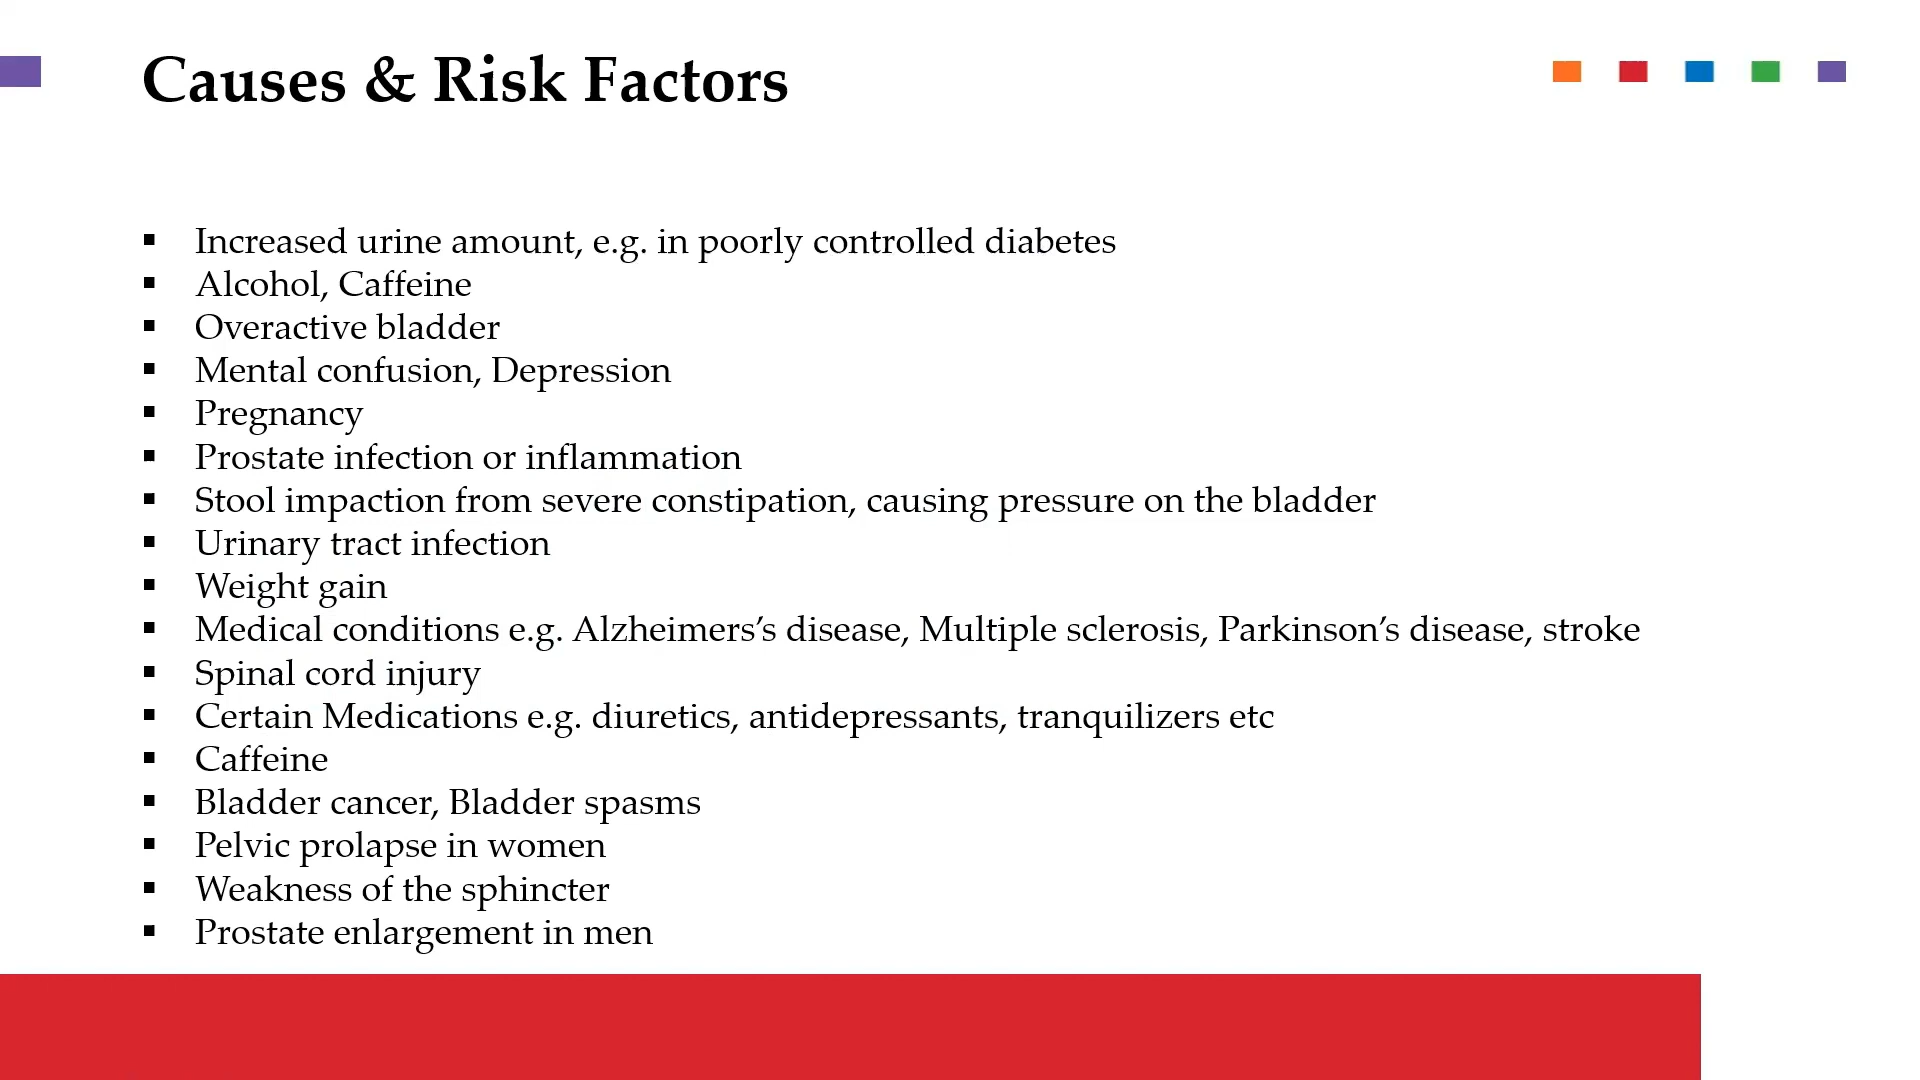 Causes & Risk Factors
▪ Increased urine amount, e.g. in poorly controlled diabetes
▪ Alcohol, Caffeine
▪ Overactive bladder
▪ Mental confusion, Depression
▪ Pregnancy
▪ Prostate infection or inflammation
▪ Stool impaction from severe constipation, causing pressure on the bladder
▪ Urinary tract infection
▪ Weight gain
▪ Medical conditions e.g. Alzheimers’s disease, Multiple sclerosis, Parkinson’s disease, stroke
▪ Spinal cord injury
▪ Certain Medications e.g. diuretics, antidepressants, tranquilizers etc
▪ Caffeine
▪ Bladder cancer, Bladder spasms
▪ Pelvic prolapse in women
▪ Weakness of the sphincter
▪ Prostate enlargement in men